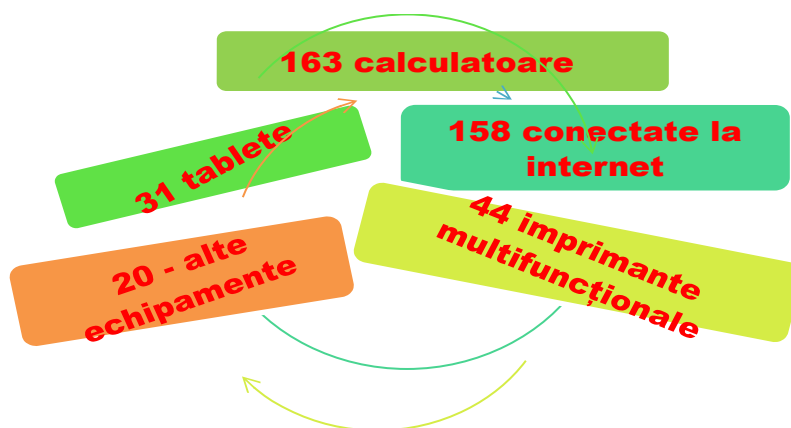 163 calculatoare
158 conectate la
internet
44 imprimante
multifuncționale
20 - alte
echipamente
31 tablete